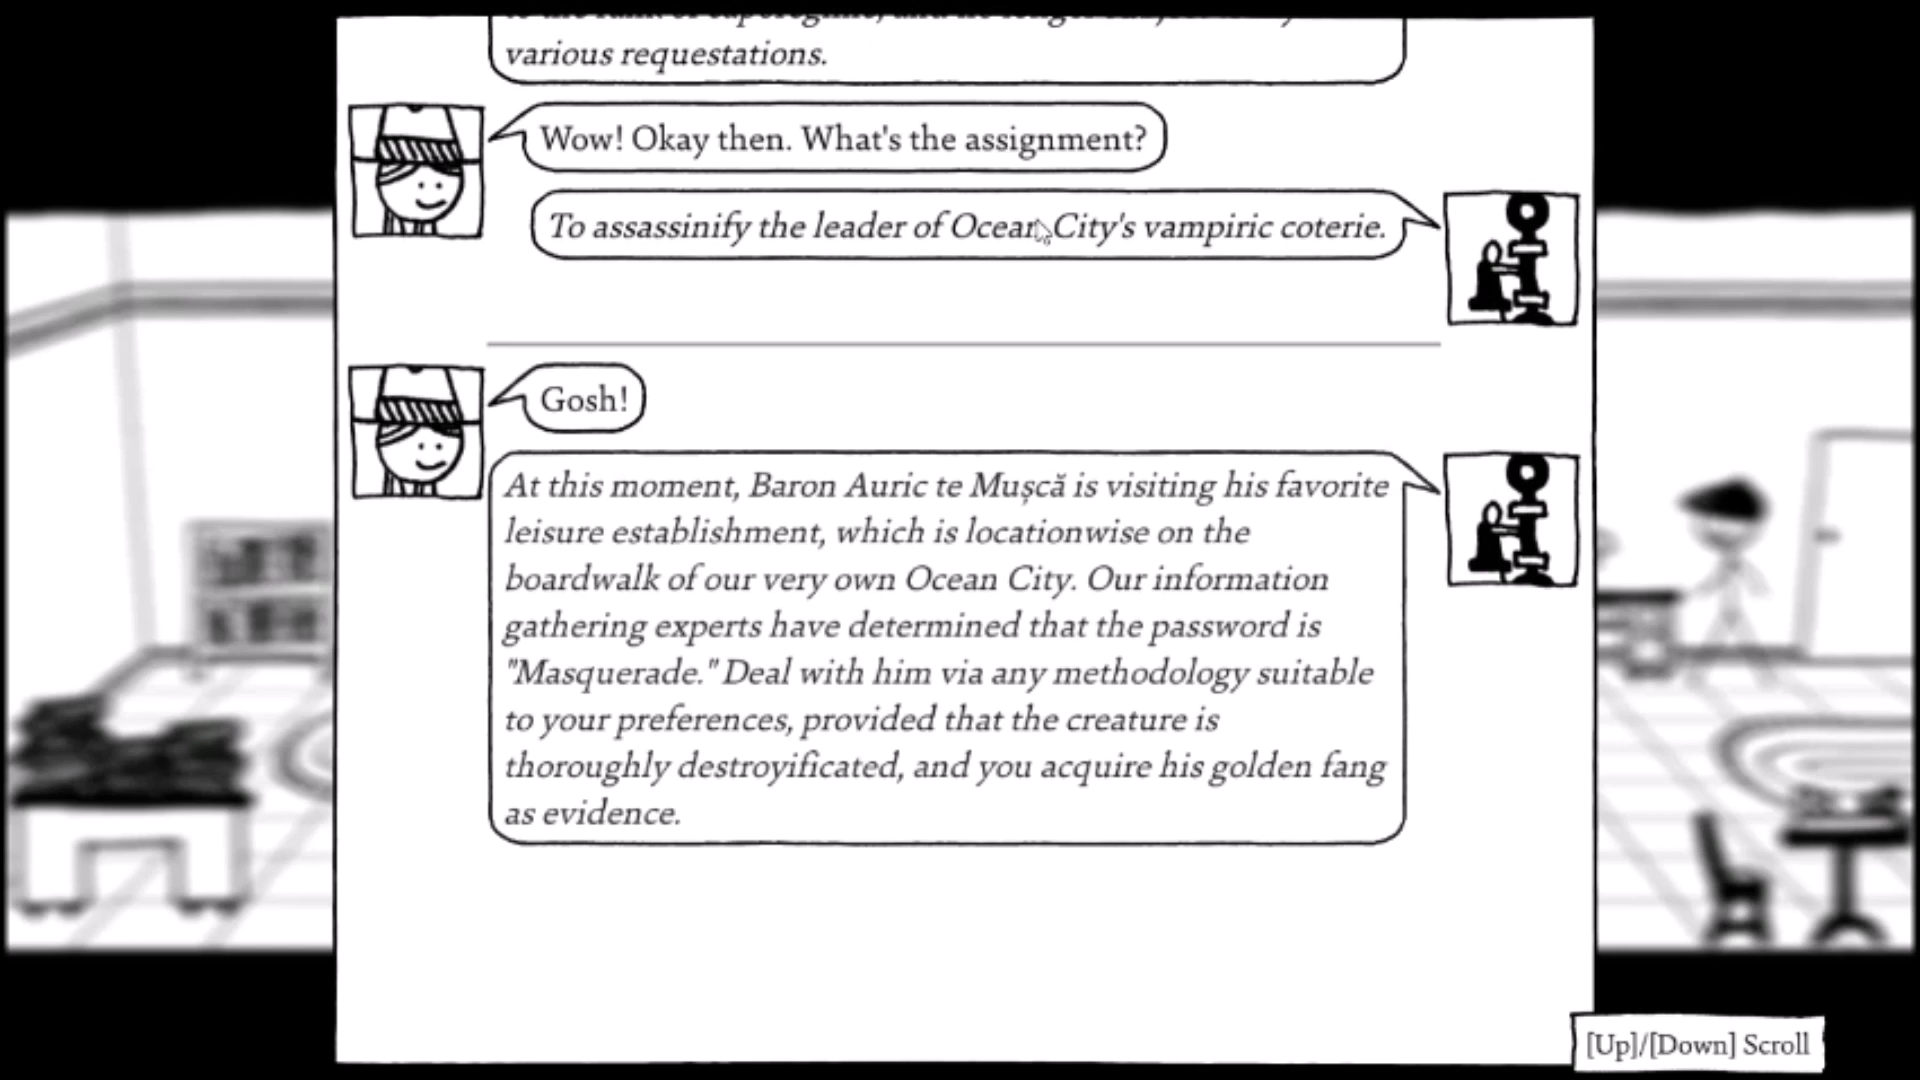 various requestations.
Wow! Okay then. What's the assignment?
To assassinify the leader of Ocean City's vampiric coterie.
Gosh!
At this moment, Baron Auric te Mușcă is visiting his favorite
leisure establishment, which is locationwise on the
boardwalk of our very own Ocean City. Our information
gathering experts have determined that the password is
"Masquerade." Deal with him via any methodology suitable
to your preferences, provided that the creature is
thoroughly destroyificated, and you acquire his golden fang
as evidence.
[Up]/[Down] Scroll